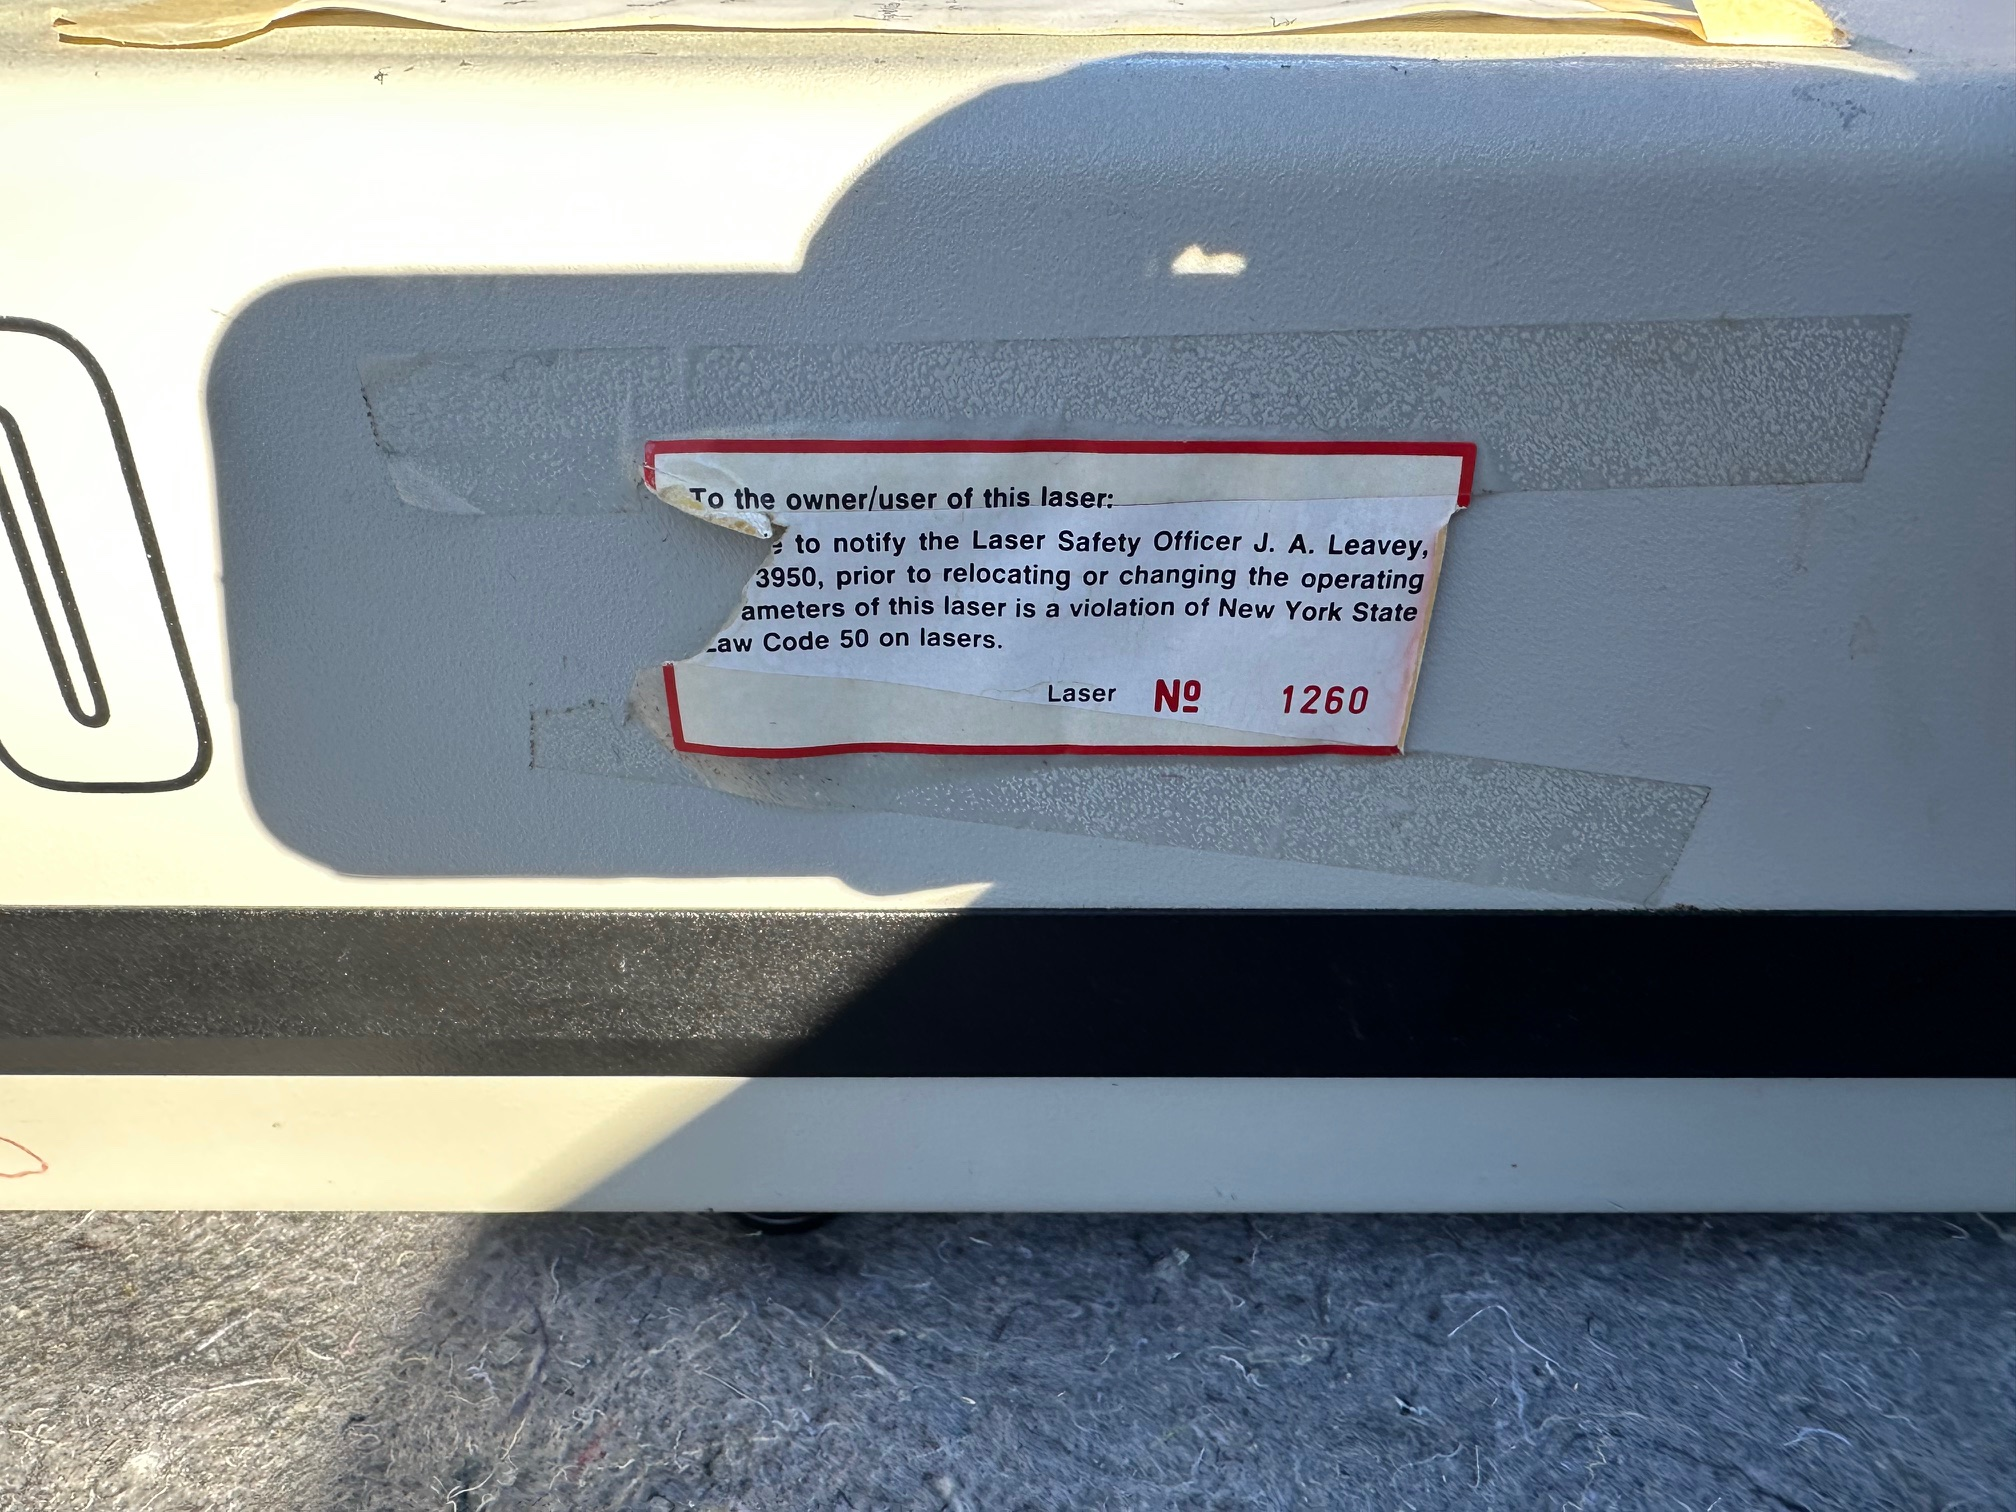 To the owner/user of this laser:
to notify the Laser Safety Officer J. A. Leavey,
3950, prior to relocating or changing the operating
ameters of this laser is a violation of New York State
Law Code 50 on lasers.
Laser Nº 1260